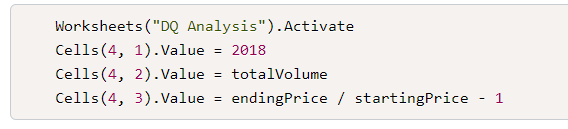 Worksheets("DQ Analysis").Activate
Cells(4, 1).Value = 2018
Cells(4, 2).Value = totalVolume
Cells(4, 3).Value = endingPrice / startingPrice - 1